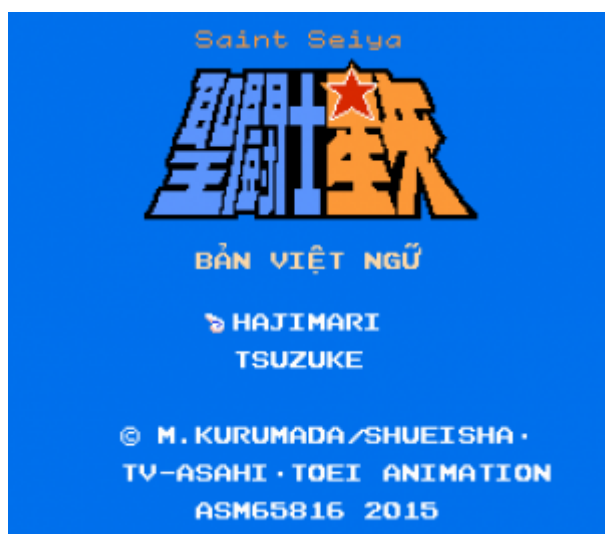 Saint Seiya
聖闘士星矢
BẢN VIỆT NGỮ
HAJIMARI
TSUZUKE
© M.KURUMADA/SHUEISHA·
TV-ASAHI·TOEI ANIMATION
ASM65816 2015